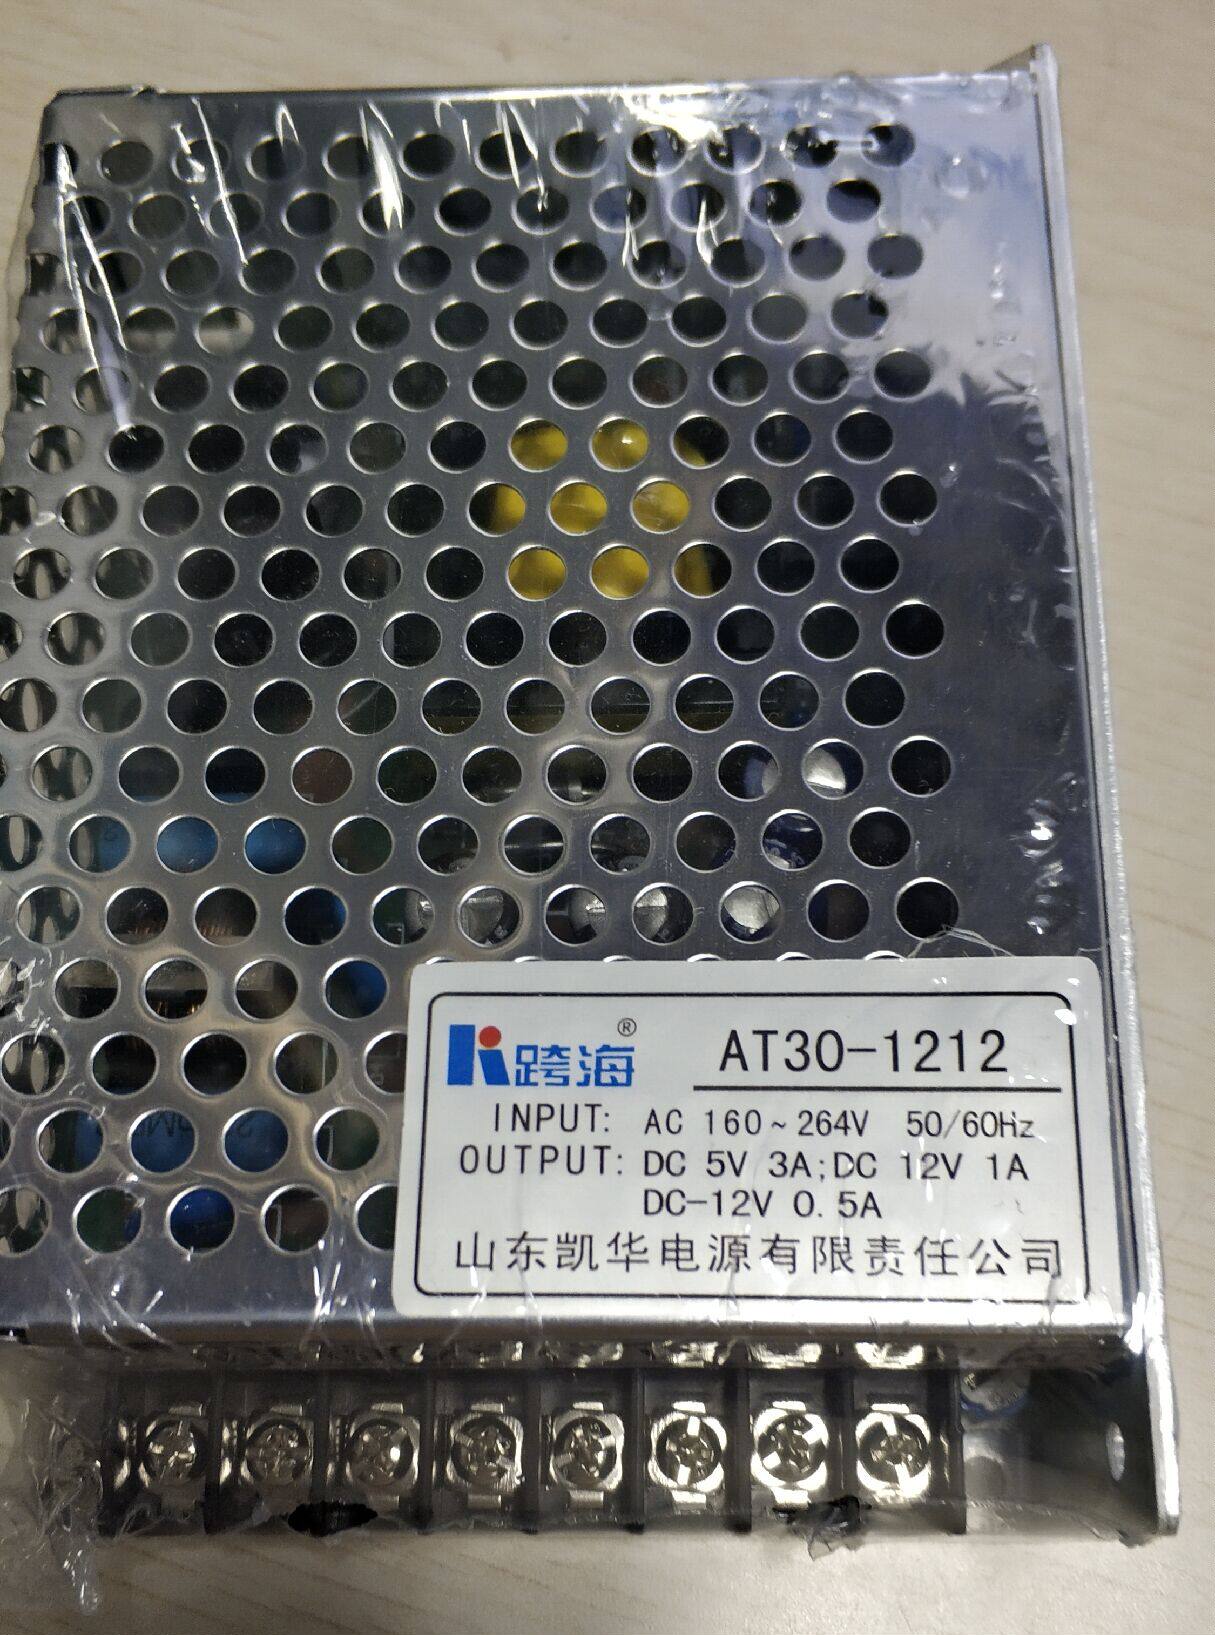 跨海® AT30-1212
INPUT: AC 160~264V 50/60Hz
OUTPUT: DC 5V 3A;DC 12V 1A
DC-12V 0.5A
山东凯华电源有限责任公司